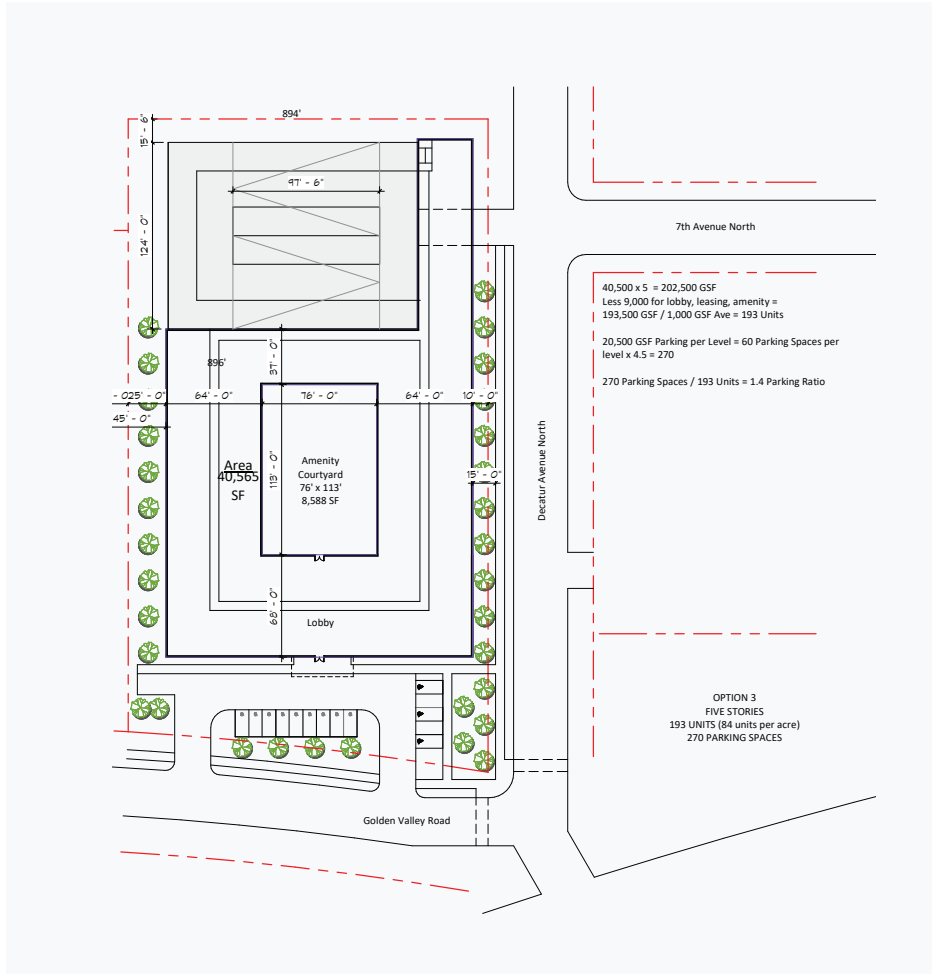 894'
15' - 6"
97' - 6"
124' - 0"
7th Avenue North
40,500 x 5 = 202,500 GSF
Less 9,000 for lobby, leasing, amenity =
193,500 GSF / 1,000 GSF Ave = 193 Units
20,500 GSF Parking per Level = 60 Parking Spaces per
level x 4.5 = 270
270 Parking Spaces / 193 Units = 1.4 Parking Ratio
896'
37' - 0"
- 0"
25' - 0"
64' - 0"
76' - 0"
64' - 0"
10' - 0"
45' - 0"
Area
40,565
SF
113' - 0"
Amenity
Courtyard
76' x 113'
8,588 SF
15' - 0"
Decatur Avenue North
68' - 0"
Lobby
OPTION 3
FIVE STORIES
193 UNITS (84 units per acre)
270 PARKING SPACES
Golden Valley Road